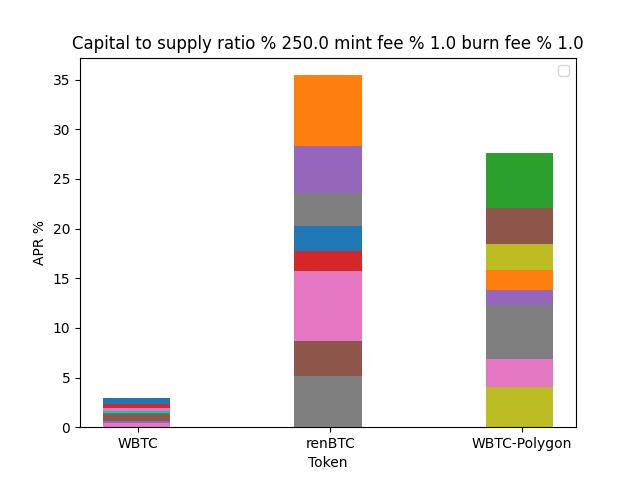 Capital to supply ratio % 250.0 mint fee % 1.0 burn fee % 1.0
APR %
35
30
25
20
15
10
5
0
WBTC renBTC WBTC-Polygon
Token